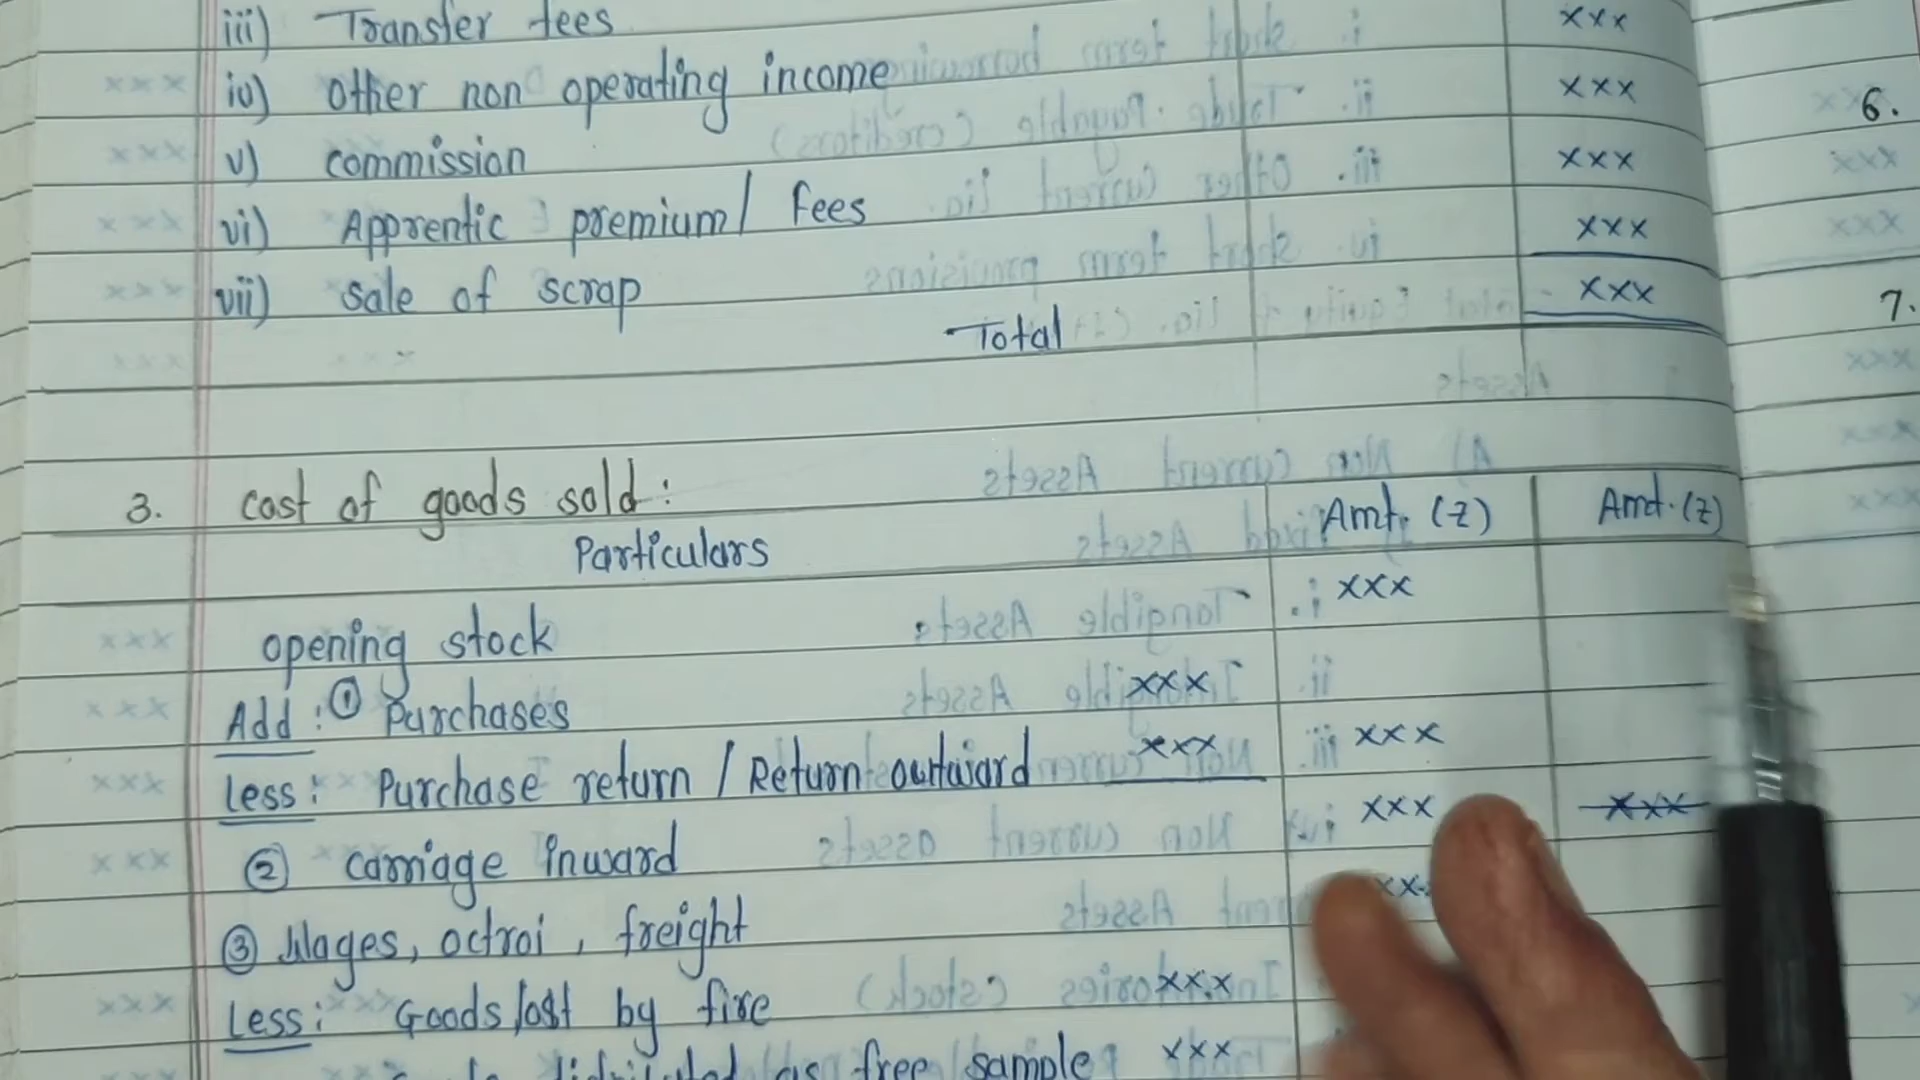 iii) Transfer fees xxx
iv) Other non operating income xxx
v) commission xxx
vi) Apprentic premium/ Fees xxx
vii) sale of scrap
Total xxx
3. cost of goods sold:
Particulars Amt. (₹) Amt. (₹)
opening stock xxx
Add: ① Purchases xxx
Less: Purchase return / Return outward xxx xxx
② carriage inward xxx xxx
③ Wages, octroi, freight
Less: Goods lost by fire xxx
as free sample xxx
6.
7.